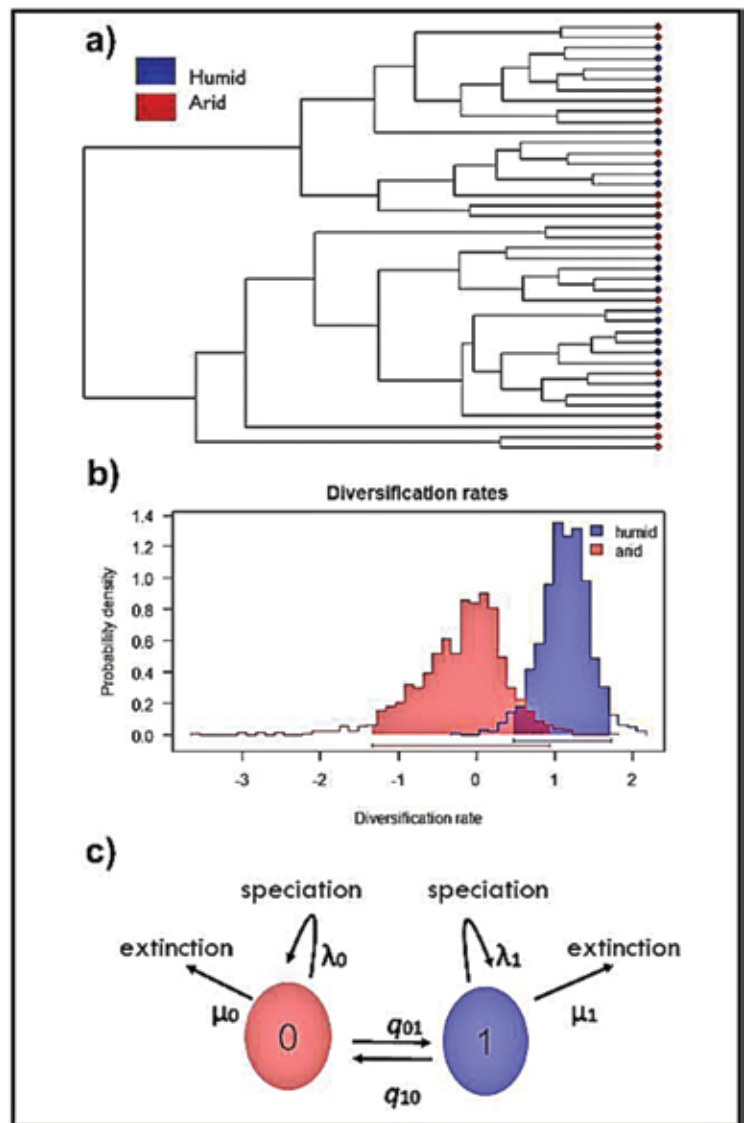 a)
Humid
Arid
b)
Diversification rates
1.4
1.2
1.0
0.8
0.6
0.4
0.2
0.0
Probability density
humid
arid
-3 -2 -1 0 1 2
Diversification rate
c)
speciation speciation
extinction λ0 λ1 extinction
μ0 0 q01 1 μ1
q10